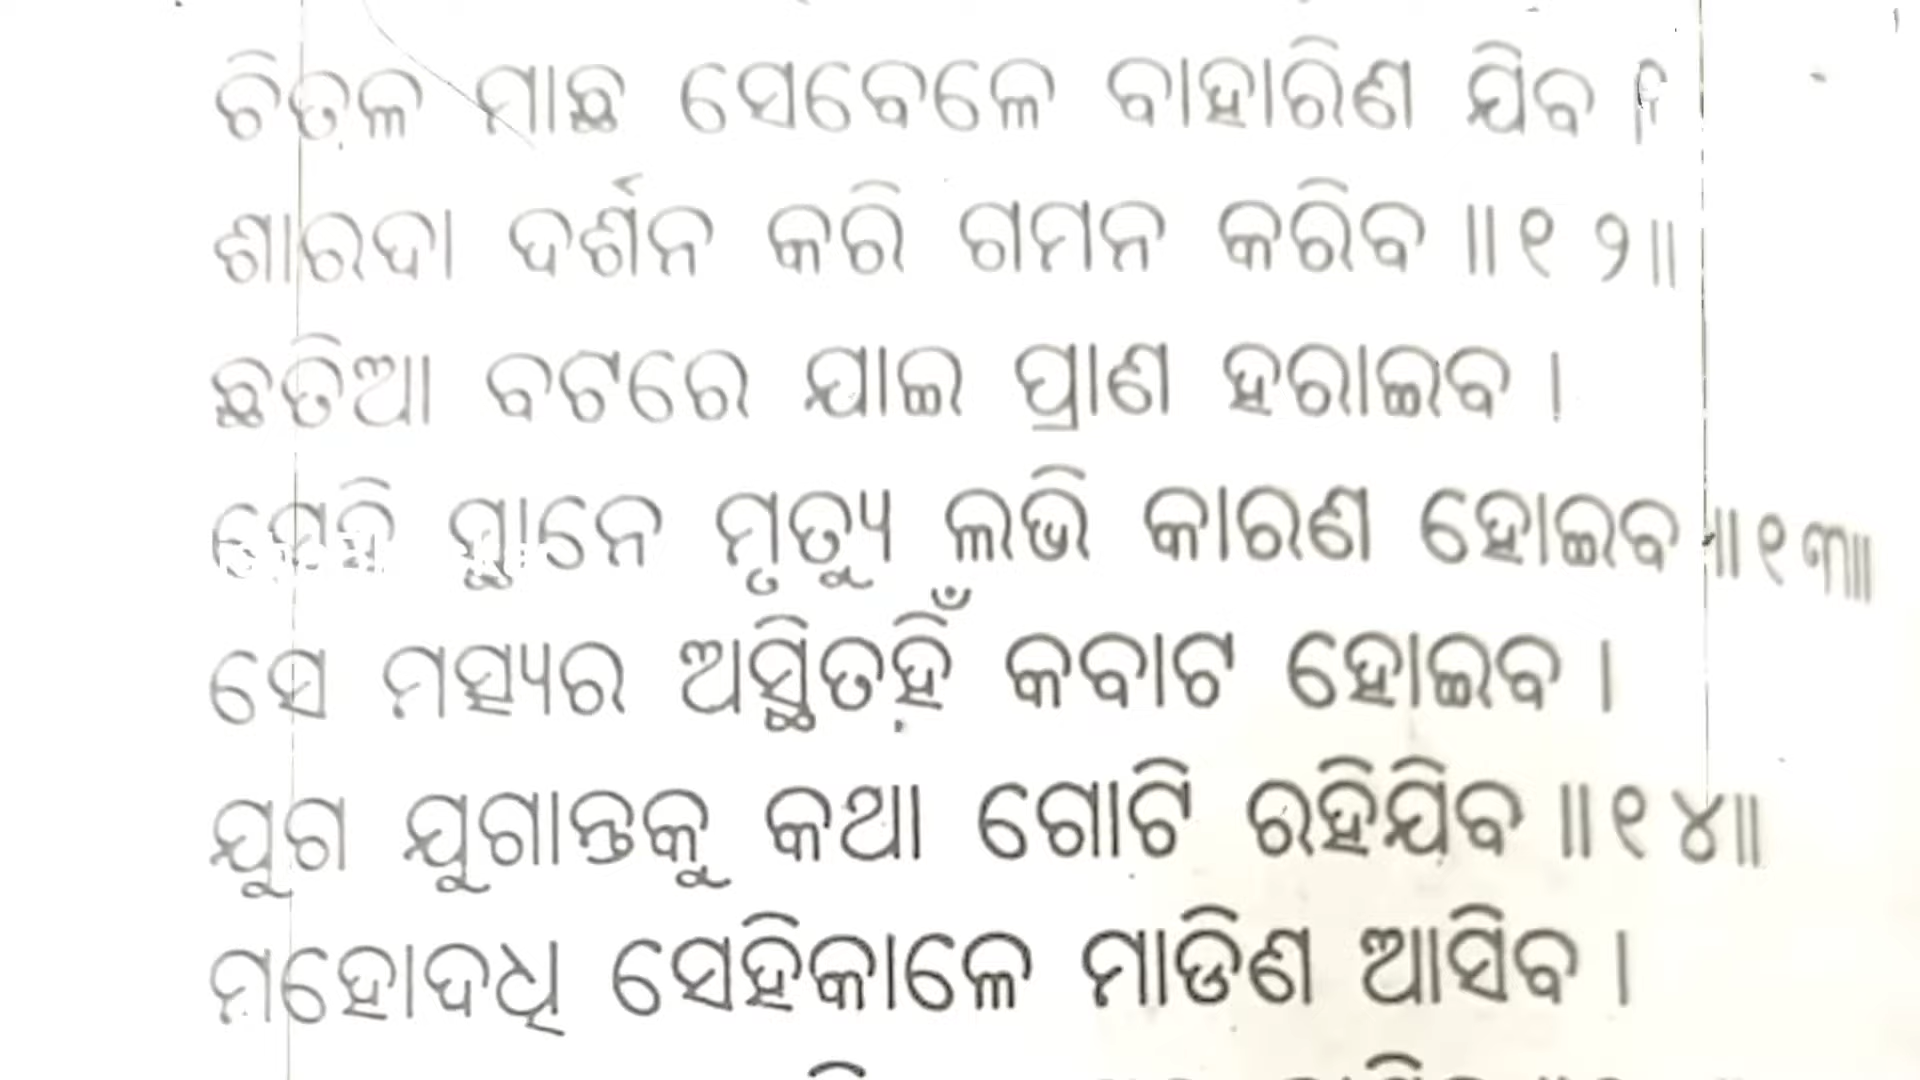 ଚିତଳ ମାଛ ସେବେଳେ ବାହାରିଣ ଯିବ ।
ଶାରଦା ଦର୍ଶନ କରି ଗମନ କରିବ ॥୧୨॥
ଛତିଆ ବଟରେ ଯାଇ ପ୍ରାଣ ହରାଇବ ।
ସେହି ସ୍ଥାନେ ମୃତ୍ୟୁ ଲଭି କାରଣ ହୋଇବ ॥୧୩॥
ସେ ମତ୍ସ୍ୟର ଅସ୍ଥିତହିଁ କବାଟ ହୋଇବ ।
ଯୁଗ ଯୁଗାନ୍ତକୁ କଥା ଗୋଟି ରହିଯିବ ॥୧୪॥
ମହୋଦଧି ସେହିକାଳେ ମାଡିଣ ଆସିବ ।